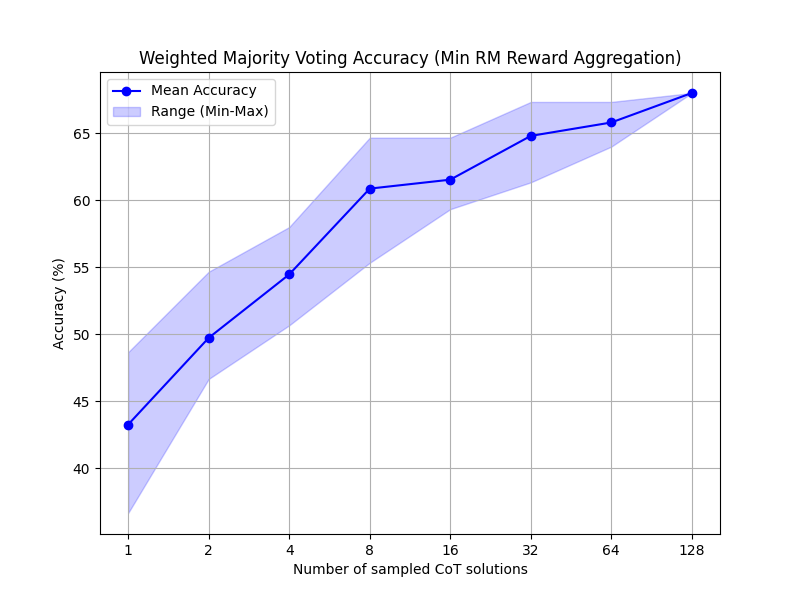 Weighted Majority Voting Accuracy (Min RM Reward Aggregation)
Mean Accuracy
Range (Min-Max)
Accuracy (%)
65
60
55
50
45
40
1 2 4 8 16 32 64 128
Number of sampled CoT solutions